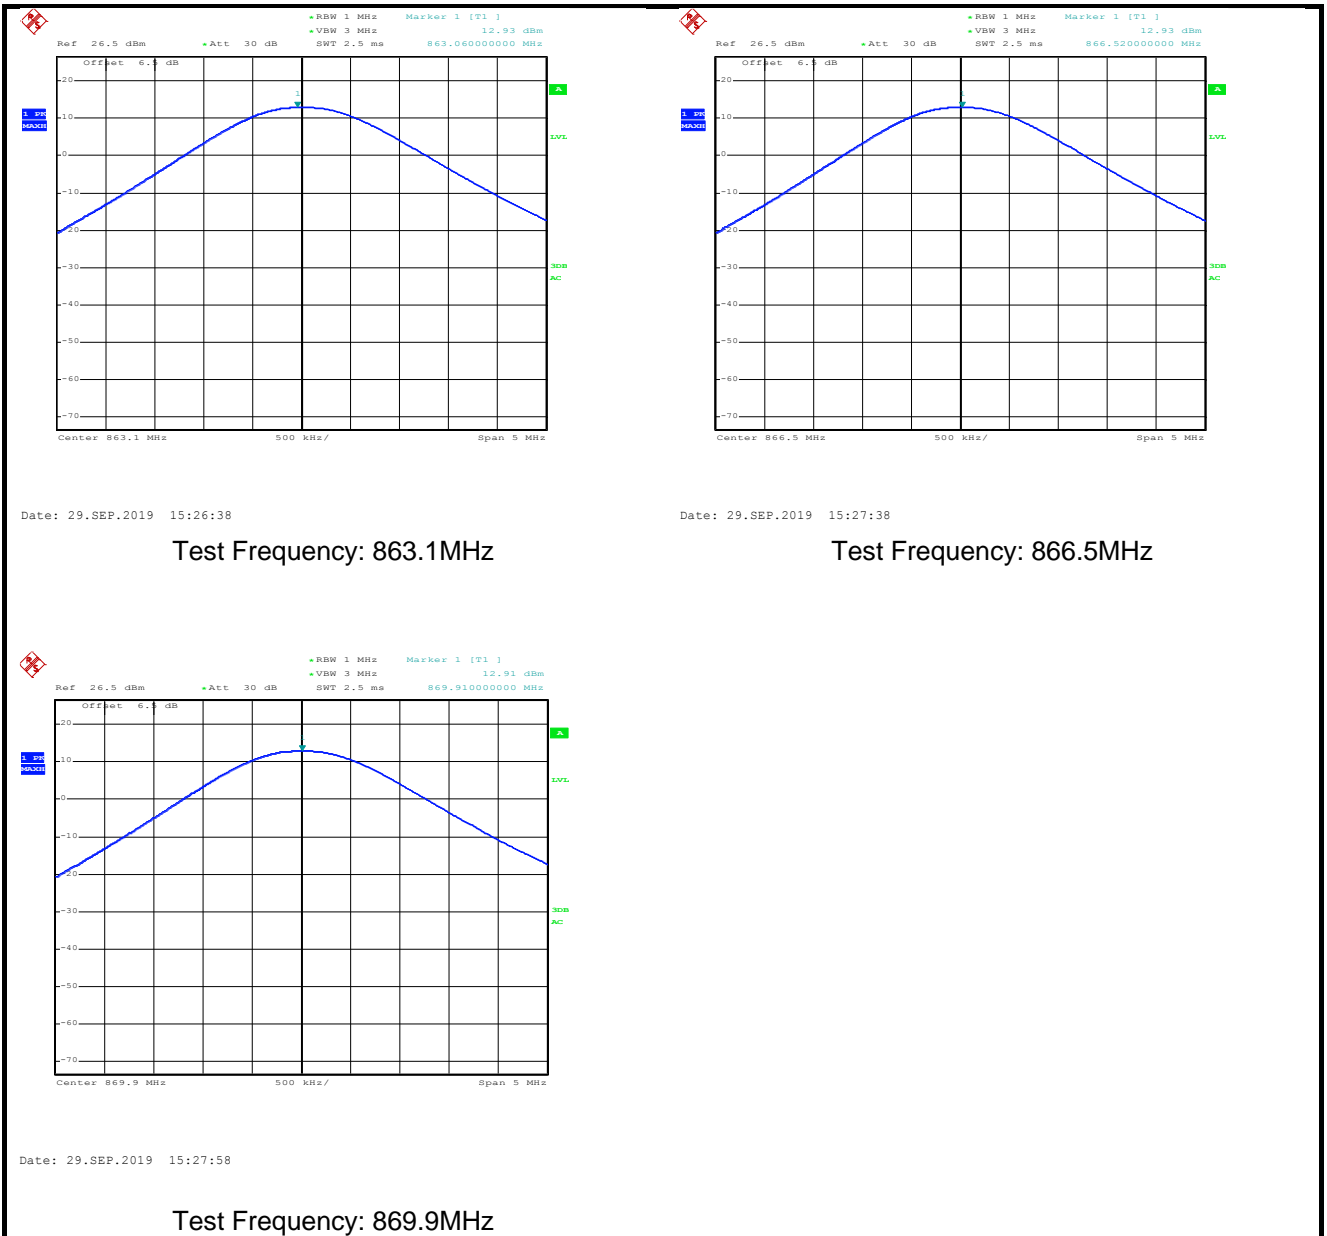 RBW 1 MHz Marker 1 [T1 ]
VBW 3 MHz 12.93 dBm
Ref 26.5 dBm Att 30 dB SWT 2.5 ms 863.060000000 MHz
Offset 6.5 dB
20
1
1 PK
MAXH
A
10
LVL
0
-10
-20
-30
3DB
AC
-40
-50
-60
-70
Center 863.1 MHz 500 kHz/ Span 5 MHz
Date: 29.SEP.2019 15:26:38
Test Frequency: 863.1MHz
RBW 1 MHz Marker 1 [T1 ]
VBW 3 MHz 12.93 dBm
Ref 26.5 dBm Att 30 dB SWT 2.5 ms 866.520000000 MHz
Offset 6.5 dB
20
1
1 PK
MAXH
A
10
LVL
0
-10
-20
-30
3DB
AC
-40
-50
-60
-70
Center 866.5 MHz 500 kHz/ Span 5 MHz
Date: 29.SEP.2019 15:27:38
Test Frequency: 866.5MHz
RBW 1 MHz Marker 1 [T1 ]
VBW 3 MHz 12.91 dBm
Ref 26.5 dBm Att 30 dB SWT 2.5 ms 869.910000000 MHz
Offset 6.5 dB
20
1 PK
MAXH
A
10
LVL
0
-10
-20
-30
3DB
AC
-40
-50
-60
-70
Center 869.9 MHz 500 kHz/ Span 5 MHz
Date: 29.SEP.2019 15:27:58
Test Frequency: 869.9MHz